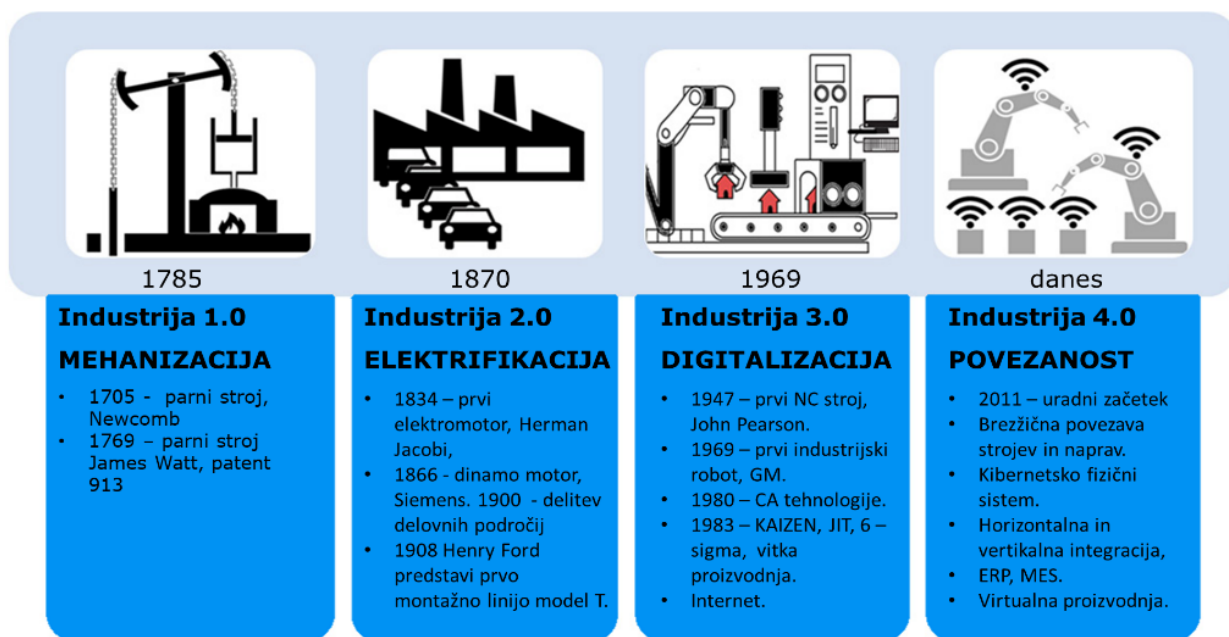 1785
1870
1969
danes
Industrija 1.0
MEHANIZACIJA
• 1705 - parni stroj,
Newcomb
• 1769 – parni stroj
James Watt, patent
913
Industrija 2.0
ELEKTRIFIKACIJA
• 1834 – prvi
elektromotor, Herman
Jacobi,
• 1866 - dinamo motor,
Siemens. 1900 - delitev
delovnih področij
• 1908 Henry Ford
predstavi prvo
montažno linijo model T.
Industrija 3.0
DIGITALIZACIJA
• 1947 – prvi NC stroj,
John Pearson.
• 1969 – prvi industrijski
robot, GM.
• 1980 – CA tehnologije.
• 1983 – KAIZEN, JIT, 6 –
sigma, vitka
proizvodnja.
• Internet.
Industrija 4.0
POVEZANOST
• 2011 – uradni začetek
• Brezžična povezava
strojev in naprav.
• Kibernetsko fizični
sistem.
• Horizontalna in
vertikalna integracija,
• ERP, MES.
• Virtualna proizvodnja.